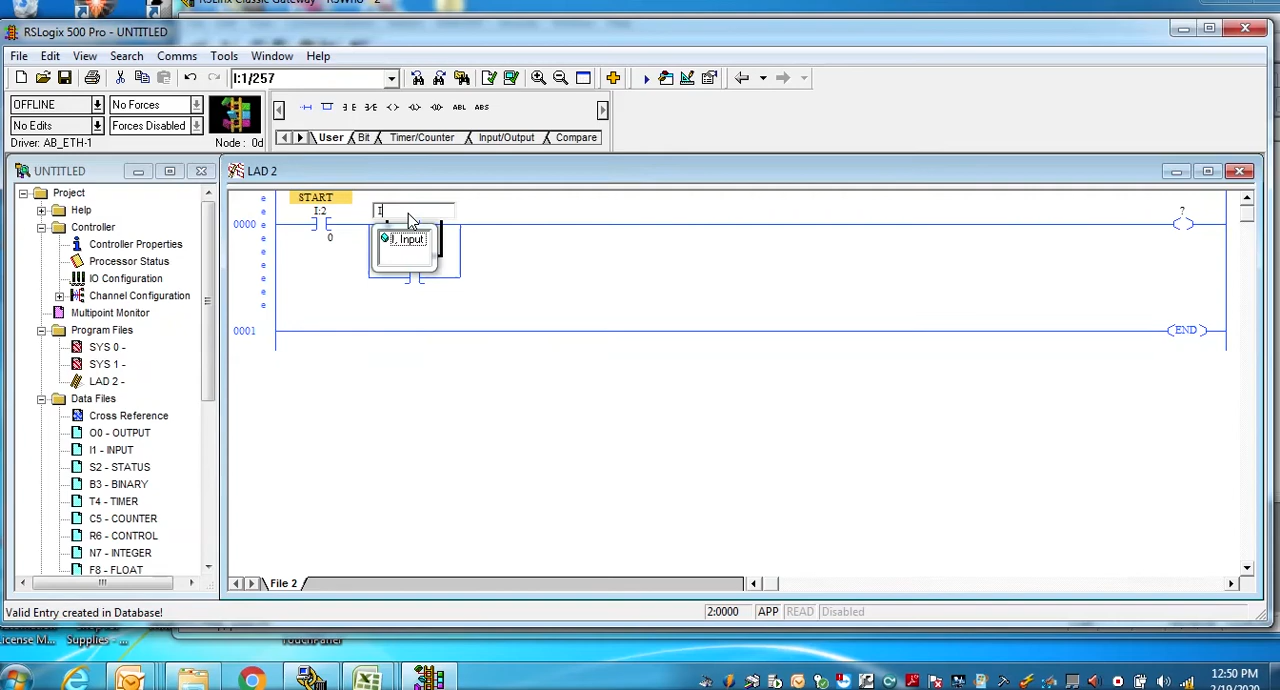 RSLogix 500 Pro - UNTITLED
File Edit View Search Comms Tools Window Help
I:1/257
OFFLINE No Forces
No Edits Forces Disabled
Driver: AB_ETH-1 Node : 0d
ABL ABS
User Bit Timer/Counter Input/Output Compare
UNTITLED
Project
Help
Controller
Controller Properties
Processor Status
IO Configuration
Channel Configuration
Multipoint Monitor
Program Files
SYS 0 -
SYS 1 -
LAD 2 -
Data Files
Cross Reference
O0 - OUTPUT
I1 - INPUT
S2 - STATUS
B3 - BINARY
T4 - TIMER
C5 - COUNTER
R6 - CONTROL
N7 - INTEGER
F8 - FLOAT
LAD 2
START
I:2
0
I
I, Input
?
e
e
0000 e
e
e
e
e
e
0001
END
File 2
Valid Entry created in Database!
2:0000 APP READ Disabled
License M... Supplies - ...
12:50 PM